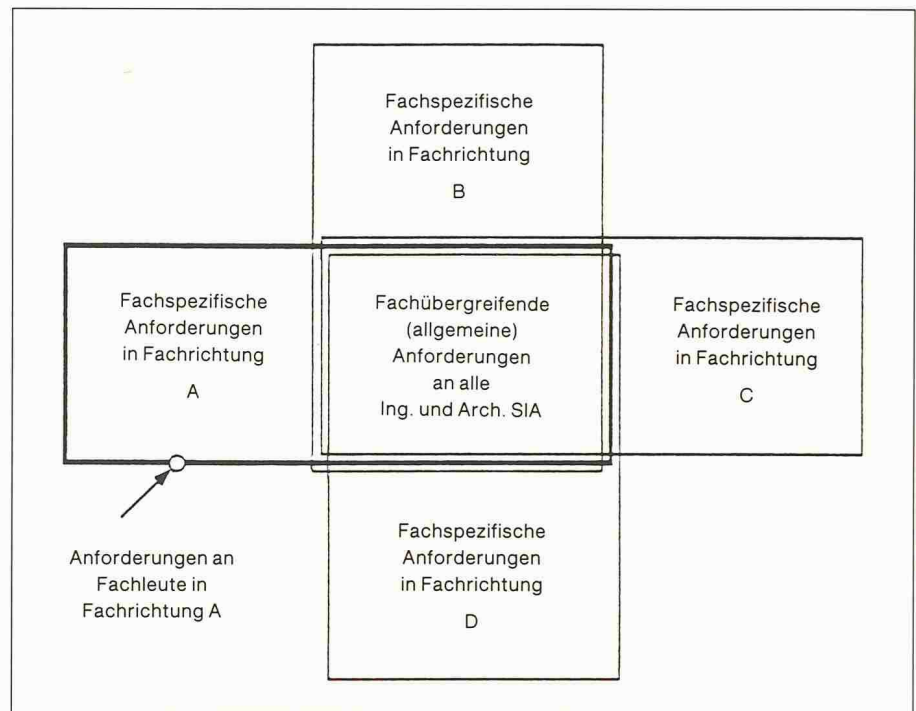 Fachspezifische
Anforderungen
in Fachrichtung
B
Fachspezifische
Anforderungen
in Fachrichtung
A
Fachübergreifende
(allgemeine)
Anforderungen
an alle
Ing. und Arch. SIA
Fachspezifische
Anforderungen
in Fachrichtung
C
Anforderungen an
Fachleute in
Fachrichtung A
Fachspezifische
Anforderungen
in Fachrichtung
D